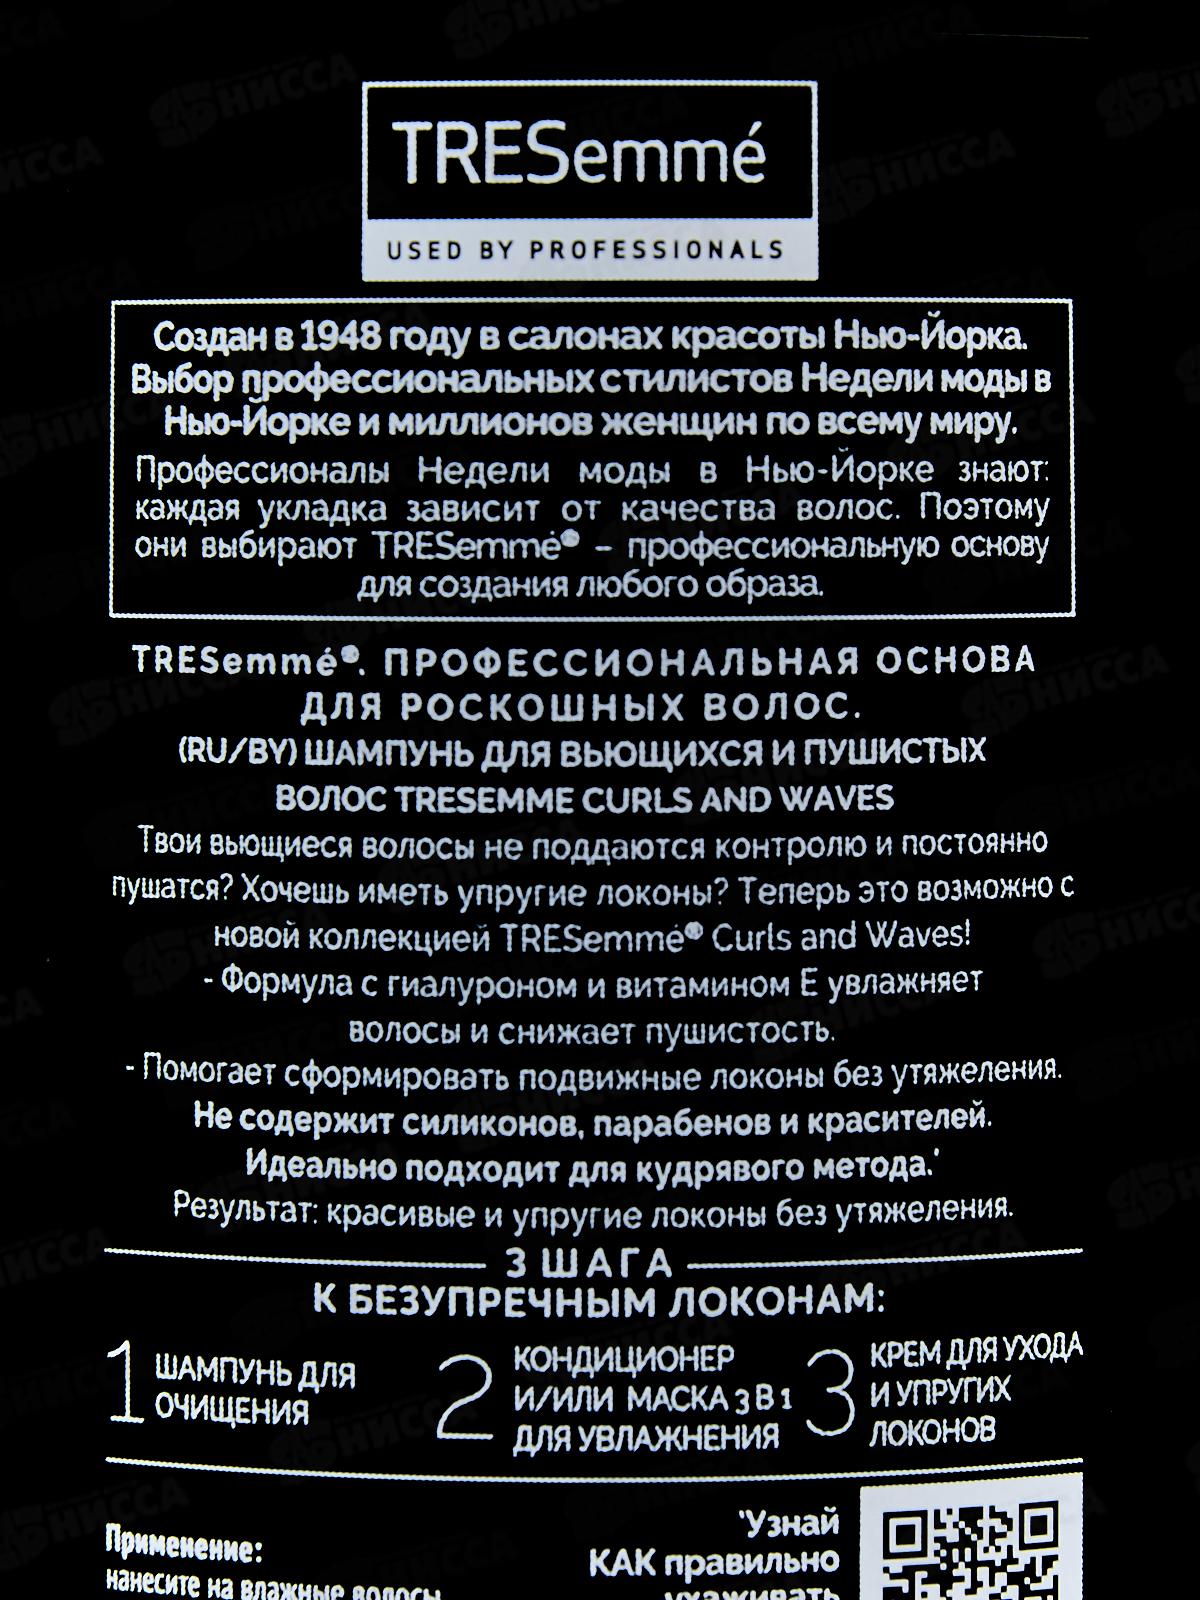 TRESemmé
USED BY PROFESSIONALS
Создан в 1948 году в салонах красоты Нью-Йорка.
Выбор профессиональных стилистов Недели моды в
Нью-Йорке и миллионов женщин по всему миру.
Профессионалы Недели моды в Нью-Йорке знают:
каждая укладка зависит от качества волос. Поэтому
они выбирают TRESemmé® – профессиональную основу
для создания любого образа.
TRESemmé®. ПРОФЕССИОНАЛЬНАЯ ОСНОВА
ДЛЯ РОСКОШНЫХ ВОЛОС.
(RU/BY) ШАМПУНЬ ДЛЯ ВЬЮЩИХСЯ И ПУШИСТЫХ
ВОЛОС TRESEMME CURLS AND WAVES
Твои вьющиеся волосы не поддаются контролю и постоянно
пушатся? Хочешь иметь упругие локоны? Теперь это возможно с
новой коллекцией TRESemmé® Curls and Waves!
- Формула с гиалуроном и витамином Е увлажняет
волосы и снижает пушистость.
- Помогает сформировать подвижные локоны без утяжеления.
Не содержит силиконов, парабенов и красителей.
Идеально подходит для кудрявого метода.'
Результат: красивые и упругие локоны без утяжеления.
3 ШАГА
К БЕЗУПРЕЧНЫМ ЛОКОНАМ:
1 ШАМПУНЬ ДЛЯ
ОЧИЩЕНИЯ
2 КОНДИЦИОНЕР
И/ИЛИ МАСКА 3 В 1
ДЛЯ УВЛАЖНЕНИЯ
3 КРЕМ ДЛЯ УХОДА
И УПРУГИХ
ЛОКОНОВ
Применение:
нанесите на влажные волосы
'Узнай
КАК правильно
ухаживать